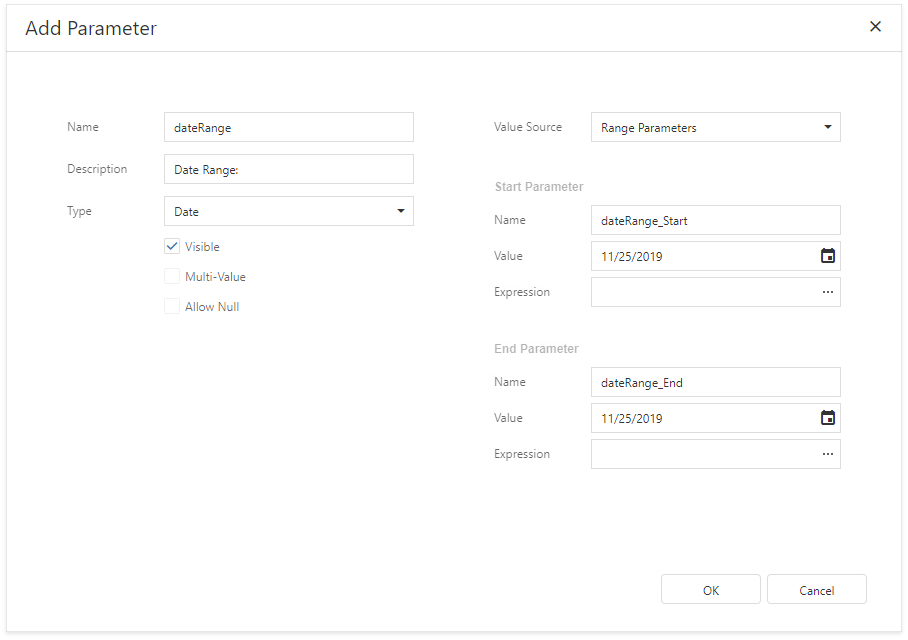 Add Parameter
Name
dateRange
Description
Date Range:
Type
Date
Visible
Multi-Value
Allow Null
Value Source
Range Parameters
Start Parameter
Name
dateRange_Start
Value
11/25/2019
Expression
...
End Parameter
Name
dateRange_End
Value
11/25/2019
Expression
...
OK
Cancel